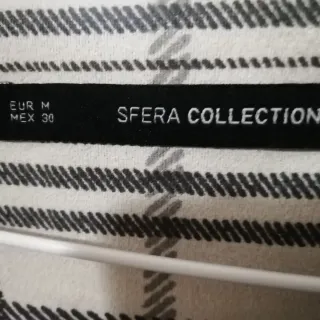 EUR M
MEX 30
SFERA COLLECTION